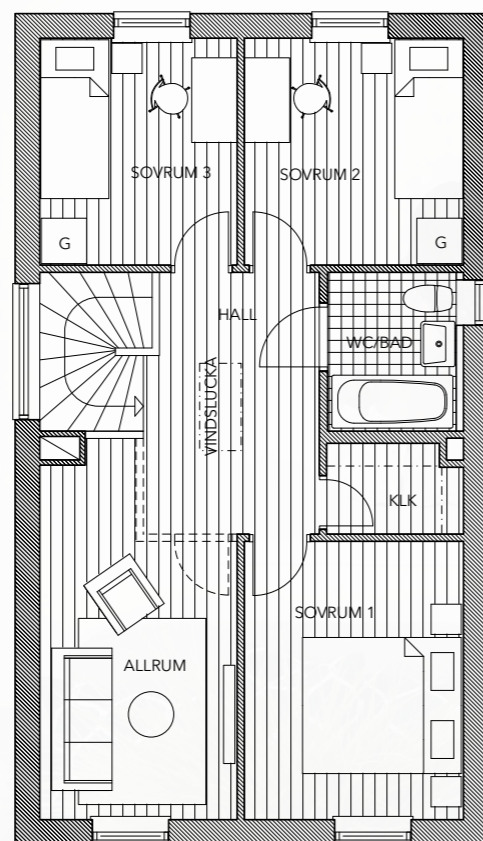 SOVRUM 3
SOVRUM 2
G
G
HALL
WC/BAD
VINDSLUCKA
KLK
SOVRUM 1
ALLRUM